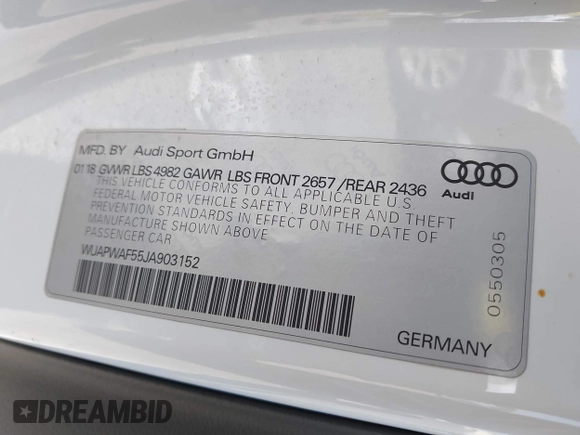 MFD. BY Audi Sport GmbH
01 18 GVWR LBS 4982 GAWR LBS FRONT 2657 / REAR 2436
THIS VEHICLE CONFORMS TO ALL APPLICABLE U.S.
FEDERAL MOTOR VEHICLE SAFETY, BUMPER AND THEFT
PREVENTION STANDARDS IN EFFECT ON THE DATE OF
MANUFACTURE SHOWN ABOVE
PASSENGER CAR
WUAPWAF55JA903152
Audi
0550305
GERMANY
DREAMBID